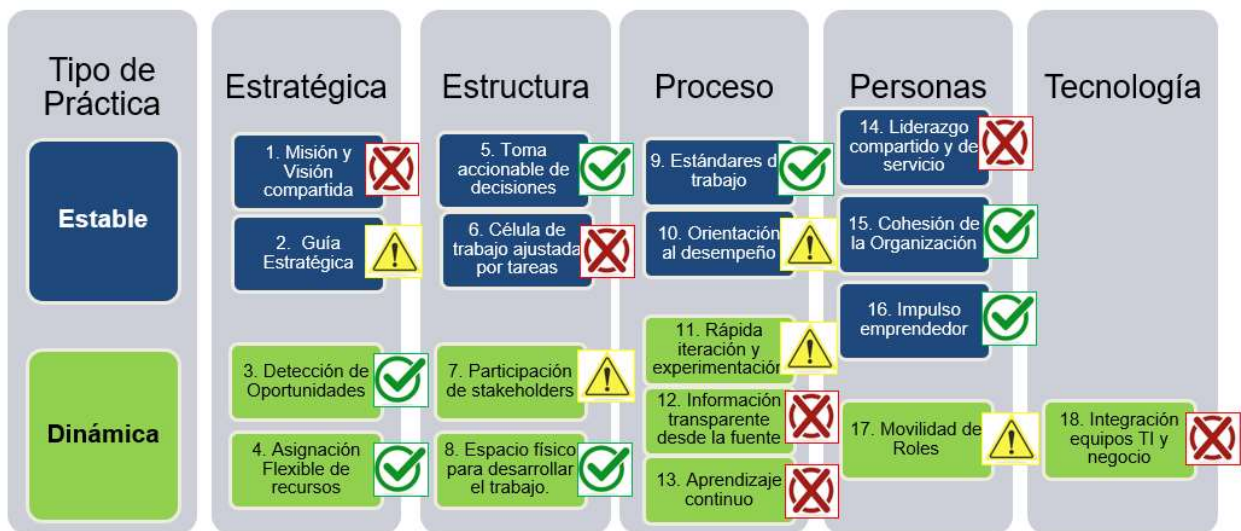 Tipo de
Práctica
Estable
Dinámica
Estratégica
1. Misión y
Visión
compartida
2. Guía
Estratégica
3. Detección de
Oportunidades
4. Asignación
Flexible de
recursos
Estructura
5. Toma
accionable de
decisiones
6. Célula de
trabajo ajustada
por tareas
7. Participación
de stakeholders
8. Espacio físico
para desarrollar
el trabajo.
Proceso
9. Estándares d
trabajo
10. Orientación
al desempeño
11. Rápida
iteración y
experimentación
12. Información
transparente
desde la fuente
13. Aprendizaje
continuo
Personas
14. Liderazgo
compartido y de
servicio
15. Cohesión de
la Organización
16. Impulso
emprendedor
17. Movilidad de
Roles
Tecnología
18. Integración
equipos TI y
negocio